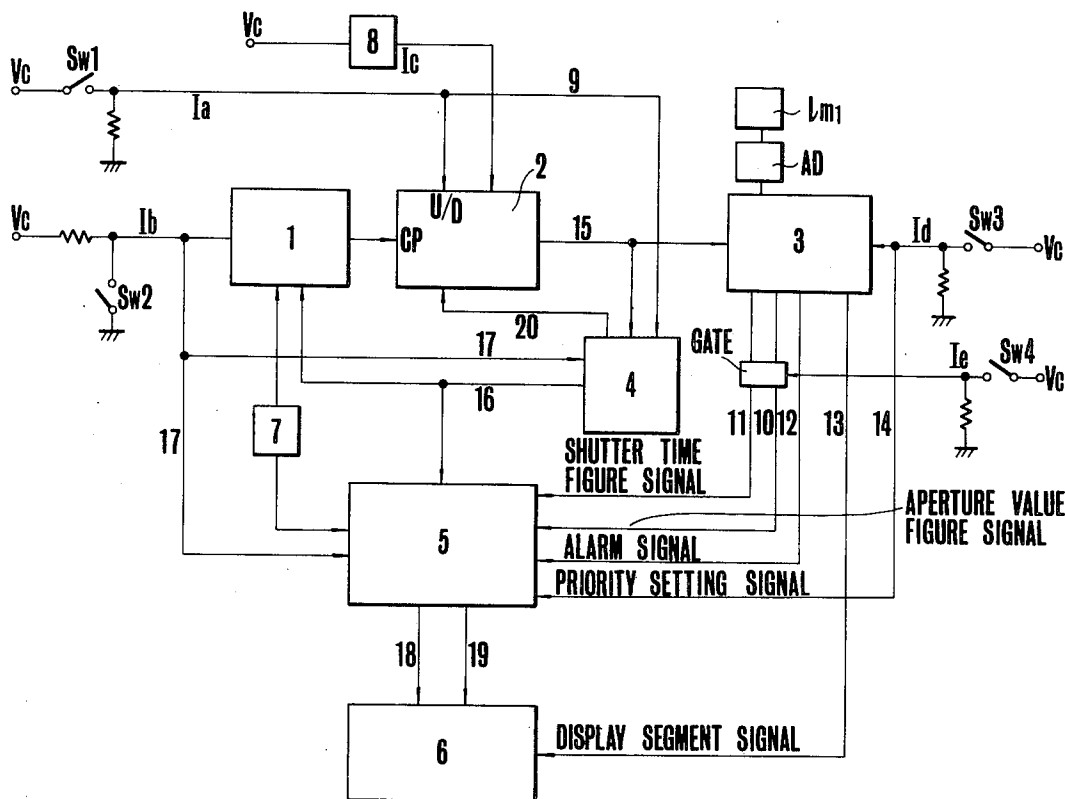 Vc
8
Ic
Sw1
Vc
Ia
9
lm1
AD
2
U/D
CP
1
Vc
Ib
Sw2
15
3
Id
Sw3
Vc
20
17
GATE
Ie
Sw4
Vc
4
16
17
7
11
10
12
13
14
SHUTTER TIME
FIGURE SIGNAL
APERTURE VALUE
FIGURE SIGNAL
5
ALARM SIGNAL
PRIORITY SETTING SIGNAL
18
19
6
DISPLAY SEGMENT SIGNAL